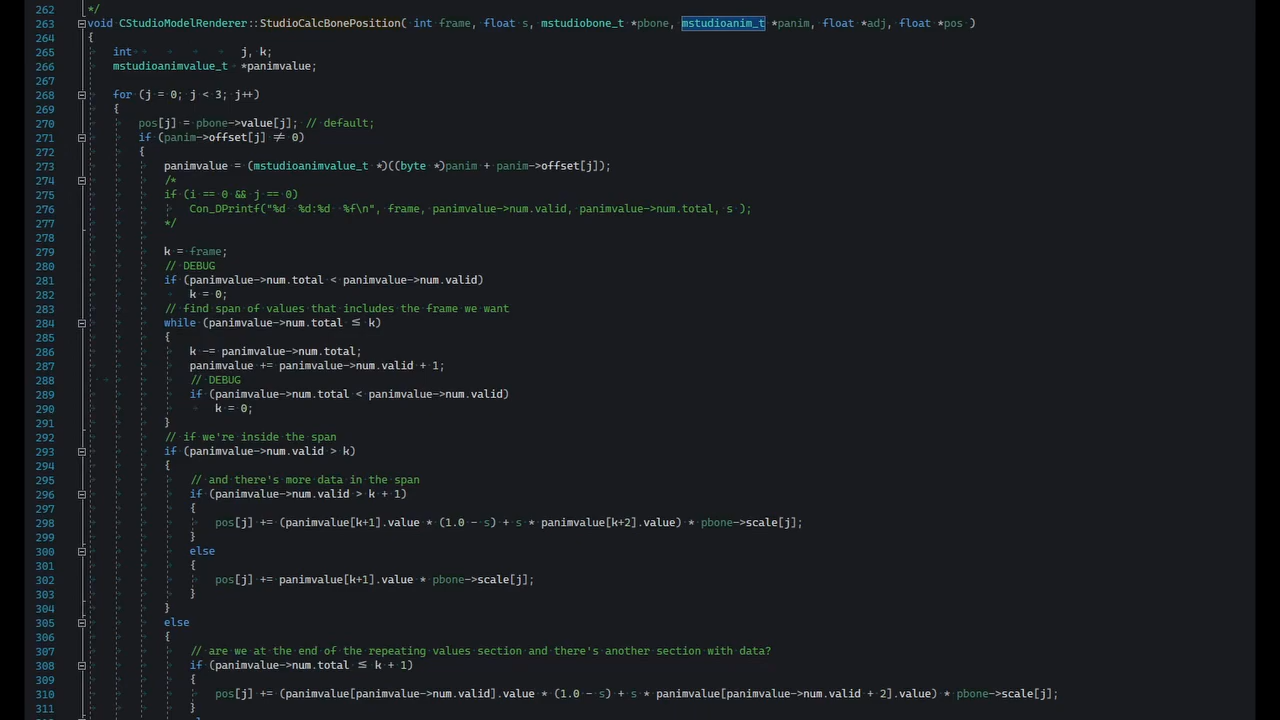 262 */
263 void CStudioModelRenderer::StudioCalcBonePosition( int frame, float s, mstudiobone_t *pbone, mstudioanim_t *panim, float *adj, float *pos )
264 {
265 int j, k;
266 mstudioanimvalue_t *panimvalue;
267
268 for (j = 0; j < 3; j++)
269 {
270 pos[j] = pbone->value[j]; // default;
271 if (panim->offset[j] ≠ 0)
272 {
273 panimvalue = (mstudioanimvalue_t *)((byte *)panim + panim->offset[j]);
274 /*
275 if (i == 0 && j == 0)
276 Con_DPrintf("%d %d:%d %f\n", frame, panimvalue->num.valid, panimvalue->num.total, s );
277 */
278
279 k = frame;
280 // DEBUG
281 if (panimvalue->num.total < panimvalue->num.valid)
282 k = 0;
283 // find span of values that includes the frame we want
284 while (panimvalue->num.total ≤ k)
285 {
286 k -= panimvalue->num.total;
287 panimvalue += panimvalue->num.valid + 1;
288 // DEBUG
289 if (panimvalue->num.total < panimvalue->num.valid)
290 k = 0;
291 }
292 // if we're inside the span
293 if (panimvalue->num.valid > k)
294 {
295 // and there's more data in the span
296 if (panimvalue->num.valid > k + 1)
297 {
298 pos[j] += (panimvalue[k+1].value * (1.0 - s) + s * panimvalue[k+2].value) * pbone->scale[j];
299 }
300 else
301 {
302 pos[j] += panimvalue[k+1].value * pbone->scale[j];
303 }
304 }
305 else
306 {
307 // are we at the end of the repeating values section and there's another section with data?
308 if (panimvalue->num.total ≤ k + 1)
309 {
310 pos[j] += (panimvalue[panimvalue->num.valid].value * (1.0 - s) + s * panimvalue[panimvalue->num.valid + 2].value) * pbone->scale[j];
311 }